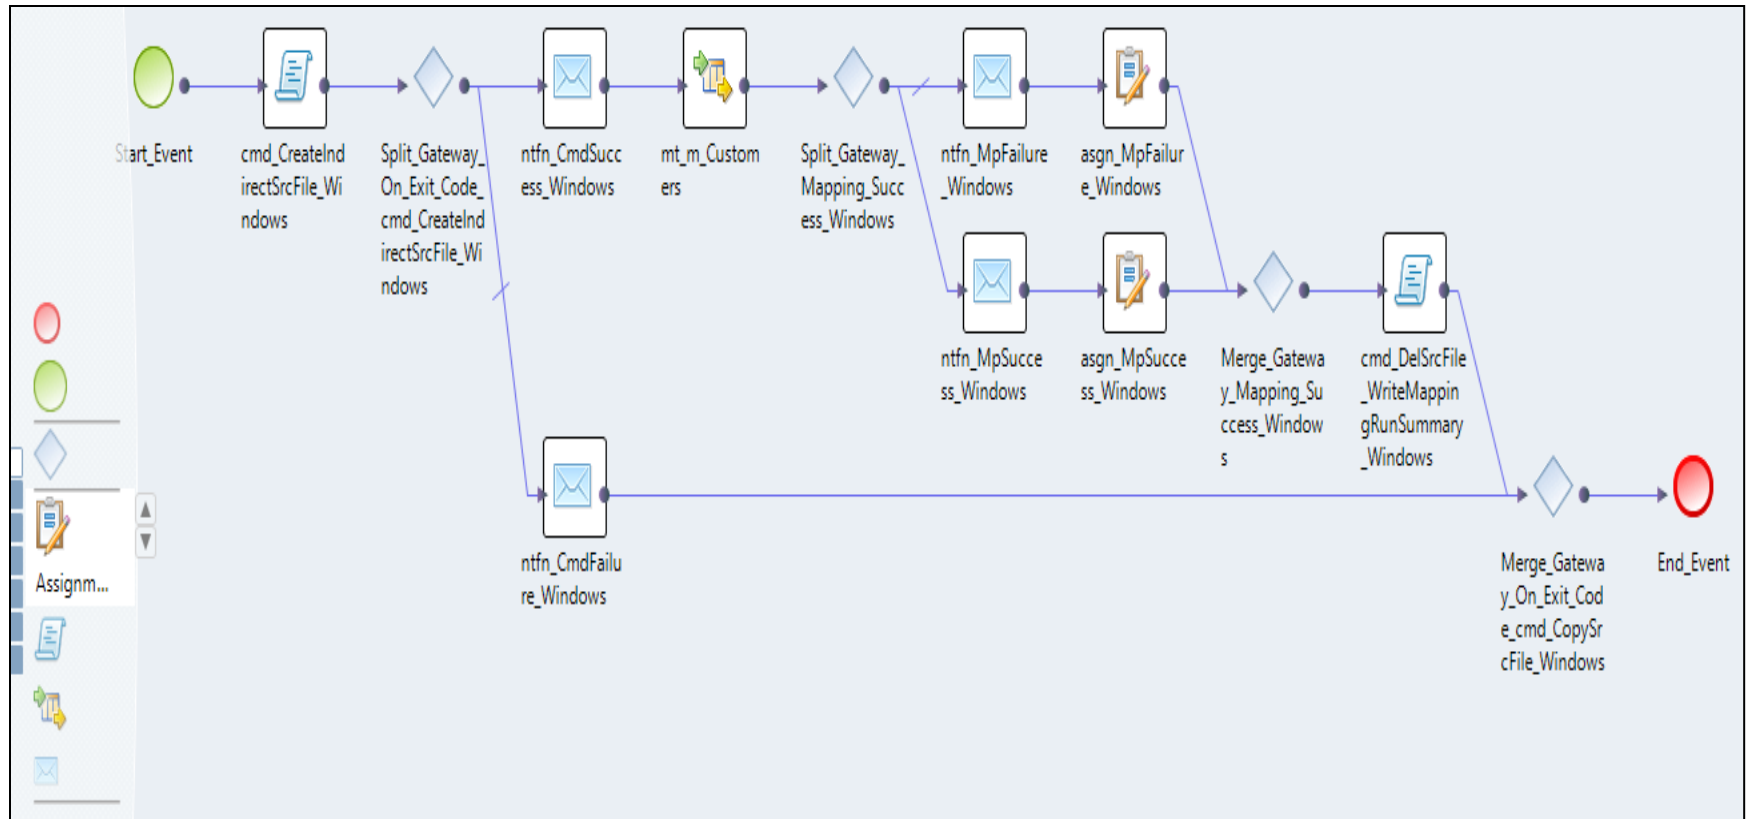 Start_Event
cmd_CreateInd
irectSrcFile_Wi
ndows
Split_Gateway_
On_Exit_Code_
cmd_CreateInd
irectSrcFile_Wi
ndows
ntfn_CmdSucc
ess_Windows
mt_m_Custom
ers
Split_Gateway_
Mapping_Succ
ess_Windows
ntfn_MpFailure
_Windows
asgn_MpFailur
e_Windows
ntfn_MpSucce
ss_Windows
asgn_MpSucce
ss_Windows
Merge_Gatewa
y_Mapping_Su
ccess_Window
s
cmd_DelSrcFile
_WriteMappin
gRunSummary
_Windows
ntfn_CmdFailu
re_Windows
Merge_Gatewa
y_On_Exit_Cod
e_cmd_CopySr
cFile_Windows
End_Event
Assignm...